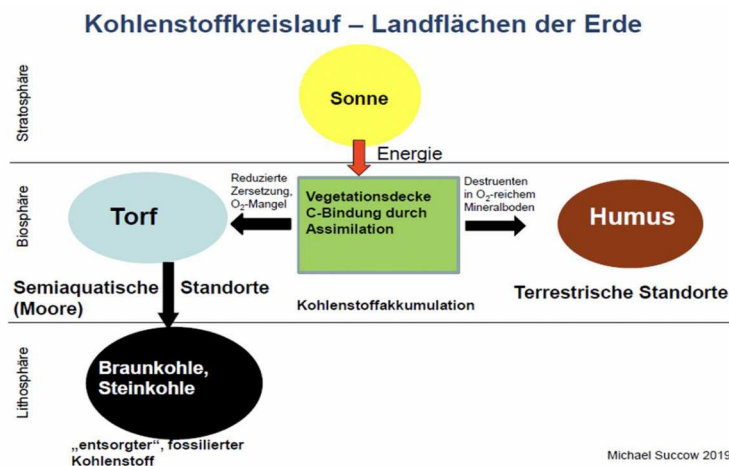 Kohlenstoffkreislauf – Landflächen der Erde
Stratosphäre
Sonne
Energie
Biosphäre
Torf
Reduzierte
Zersetzung,
O₂-Mangel
Vegetationsdecke
C-Bindung durch
Assimilation
Destruenten
in O₂-reichem
Mineralboden
Humus
Semiaquatische Standorte
(Moore)
Kohlenstoffakkumulation
Terrestrische Standorte
Lithosphäre
Braunkohle,
Steinkohle
„entsorgter“, fossilierter
Kohlenstoff
Michael Succow 2019